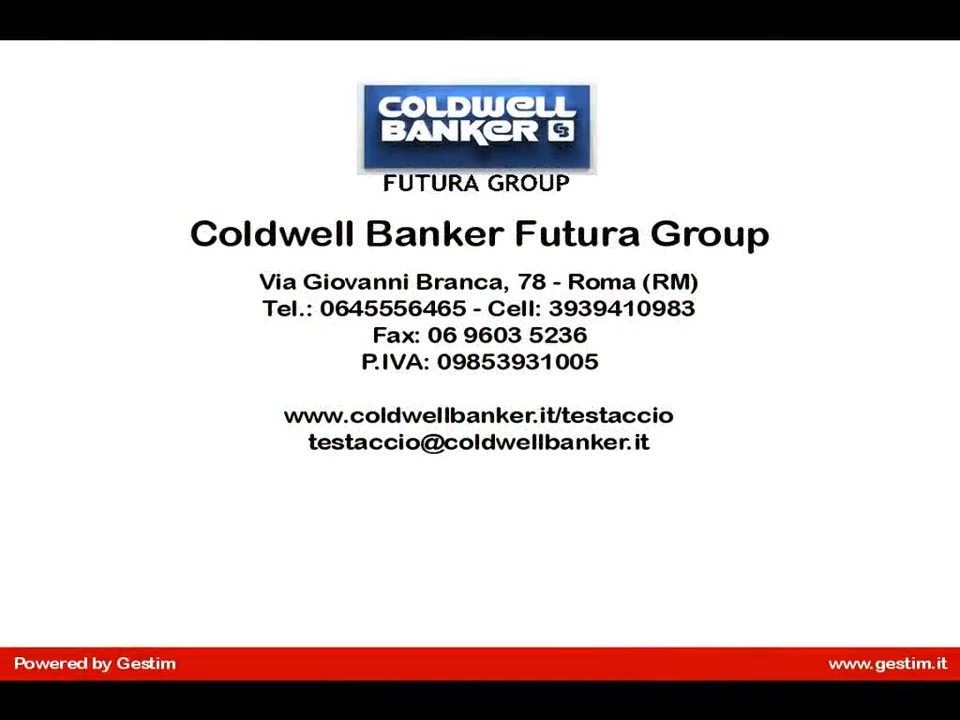 COLDWELL
BANKER CB
FUTURA GROUP
Coldwell Banker Futura Group
Via Giovanni Branca, 78 - Roma (RM)
Tel.: 0645556465 - Cell: 3939410983
Fax: 06 9603 5236
P.IVA: 09853931005
www.coldwellbanker.it/testaccio
testaccio@coldwellbanker.it
Powered by Gestim
www.gestim.it